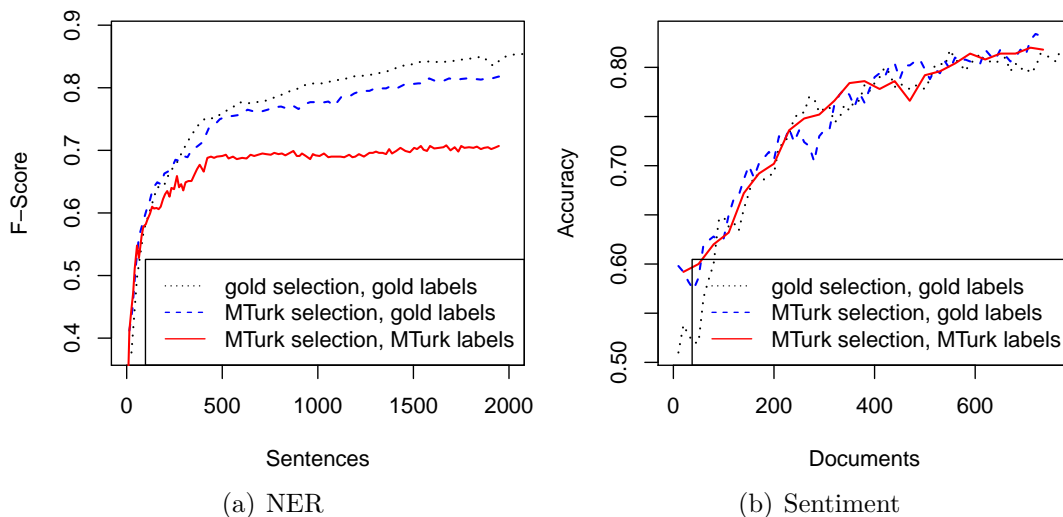 F−Score
0.4 0.5 0.6 0.7 0.8 0.9
gold selection, gold labels
MTurk selection, gold labels
MTurk selection, MTurk labels
0 500 1000 1500 2000
Sentences
(a) NER
Accuracy
0.50 0.60 0.70 0.80
gold selection, gold labels
MTurk selection, gold labels
MTurk selection, MTurk labels
0 200 400 600
Documents
(b) Sentiment